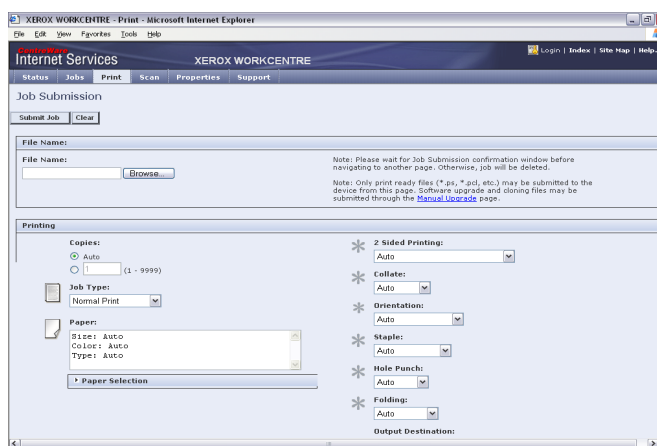 XEROX WORKCENTRE - Print - Microsoft Internet Explorer
File Edit View Favorites Tools Help
CentreWare
Internet Services
XEROX WORKCENTRE
Login | Index | Site Map | Help
Status Jobs Print Scan Properties Support
Job Submission
Submit Job Clear
File Name:
File Name:
Browse...
Note: Please wait for Job Submission confirmation window before
navigating to another page. Otherwise, job will be deleted.
Note: Only print ready files (*.ps, *.pcl, etc.) may be submitted to the
device from this page. Software upgrade and cloning files may be
submitted through the Manual Upgrade page.
Printing
Copies:
Auto
1 (1 - 9999)
Job Type:
Normal Print
Paper:
Size: Auto
Color: Auto
Type: Auto
Paper Selection
2 Sided Printing:
Auto
Collate:
Auto
Orientation:
Auto
Staple:
Auto
Hole Punch:
Auto
Folding:
Auto
Output Destination: